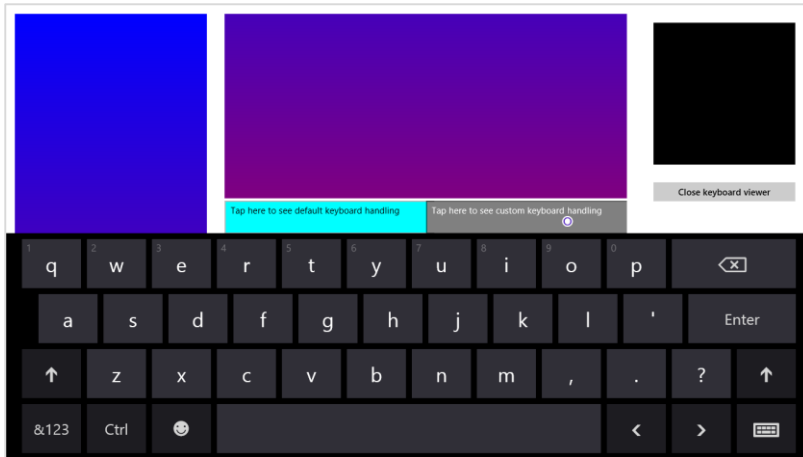 Tap here to see default keyboard handling
Tap here to see custom keyboard handling
Close keyboard viewer
1 2 3 4 5 6 7 8 9 0
q w e r t y u i o p
a s d f g h j k l ' Enter
z x c v b n m , . ?
&123 Ctrl < >